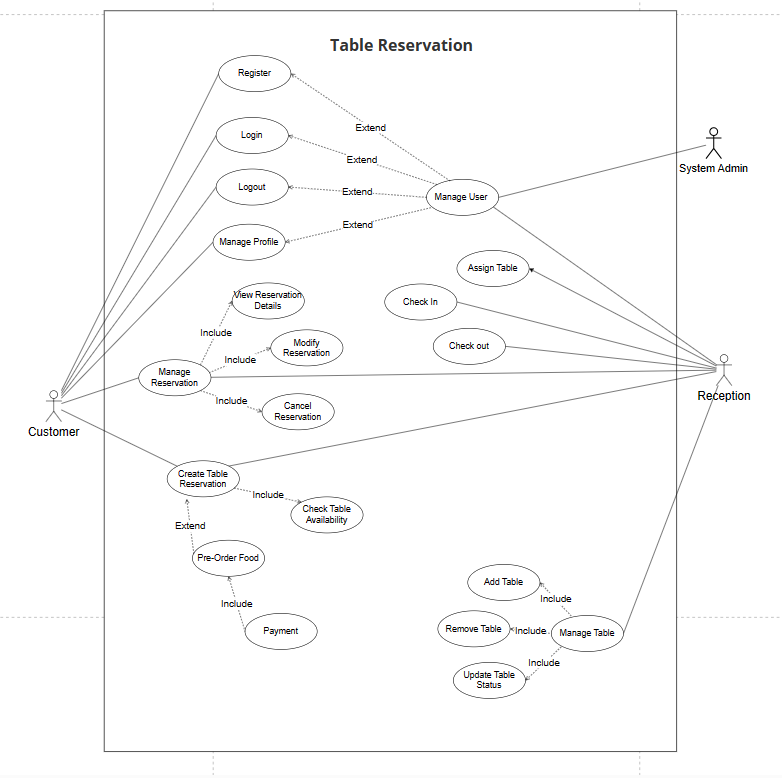 Table Reservation
Register
Extend
Login
Extend
System Admin
Logout
Extend
Manage User
Extend
Manage Profile
Assign Table
View Reservation
Details
Check In
Include
Modify
Reservation
Check out
Include
Manage
Reservation
Include
Cancel
Reservation
Reception
Customer
Create Table
Reservation
Include
Check Table
Availability
Extend
Pre-Order Food
Add Table
Include
Include
Payment
Remove Table
Include
Manage Table
Include
Update Table
Status